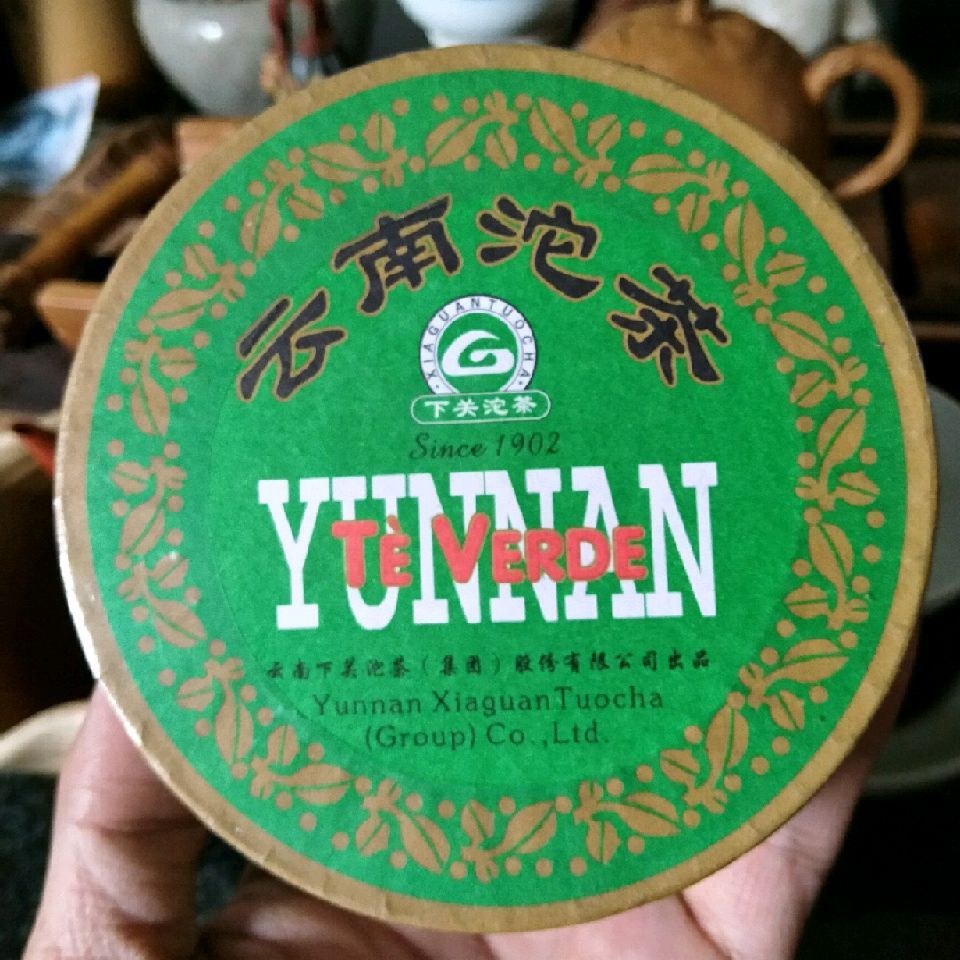 云南沱茶
XIAGUANTUOCHA
下关沱茶
Since 1902
YUNNAN
TÈ VERDE
云南下关沱茶（集团）股份有限公司出品
Yunnan XiaguanTuocha
(Group) Co.,Ltd.